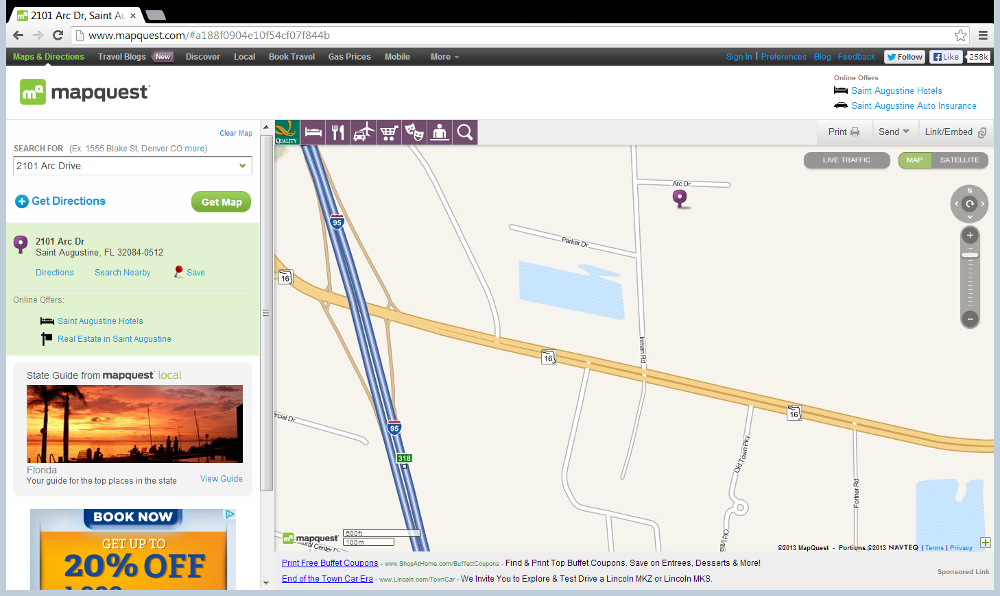 2101 Arc Dr, Saint Au
www.mapquest.com/#a188f0904e10f54cf07f844b
Maps & Directions Travel Blogs New Discover Local Book Travel Gas Prices Mobile More
Sign In | Preferences Blog Feedback Follow Like 258k
mq mapquest
Online Offers
Saint Augustine Hotels
Saint Augustine Auto Insurance
Clear Map
SEARCH FOR (Ex. 1555 Blake St, Denver CO more)
2101 Arc Drive
Get Directions
Get Map
2101 Arc Dr
Saint Augustine, FL 32084-0512
Directions Search Nearby Save
Online Offers:
Saint Augustine Hotels
Real Estate in Saint Augustine
State Guide from mapquest local
Florida
Your guide for the top places in the state
View Guide
BOOK NOW
GET UP TO
20% OFF
QUALITY
Print Send Link/Embed
LIVE TRAFFIC
MAP SATELLITE
N
Arc Dr
95
Parker Dr
16
16
Inman Rd
16
95
rcial Dr
318
Old Town Pky
Fortner Rd
Old Villa
ural Center Dr
mq mapquest
500ft
100m
©2013 MapQuest - Portions ©2013 NAVTEQ | Terms | Privacy
Print Free Buffet Coupons - www.ShopAtHome.com/BuffettCoupons - Find & Print Top Buffet Coupons. Save on Entrees, Desserts & More!
End of the Town Car Era - www.Lincoln.com/TownCar - We Invite You to Explore & Test Drive a Lincoln MKZ or Lincoln MKS.
Sponsored Link